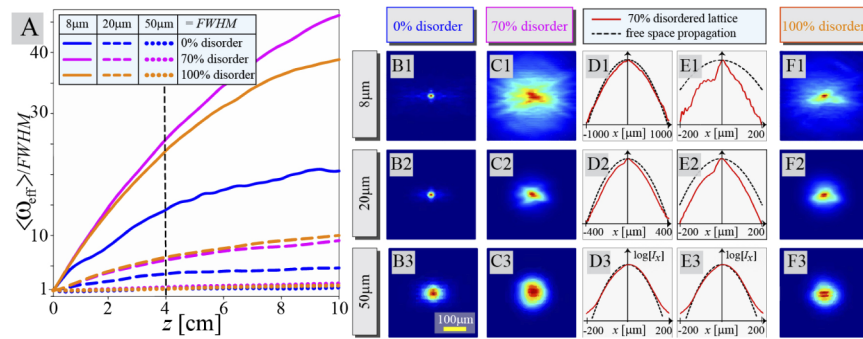 A
8μm 20μm 50μm = FWHM
0% disorder
70% disorder
100% disorder
<ω_eff>/FWHM
40
30
20
10
1
0 2 4 6 8 10
z [cm]
0% disorder
70% disorder
70% disordered lattice
free space propagation
100% disorder
8μm
B1
C1
D1
E1
F1
-1000 x [μm] 1000
-200 x [μm] 200
20μm
B2
C2
D2
E2
F2
-400 x [μm] 400
-200 x [μm] 200
50μm
B3
C3
D3
log[I_X]
E3
log[I_X]
F3
100μm
-200 x [μm] 200
-200 x [μm] 200